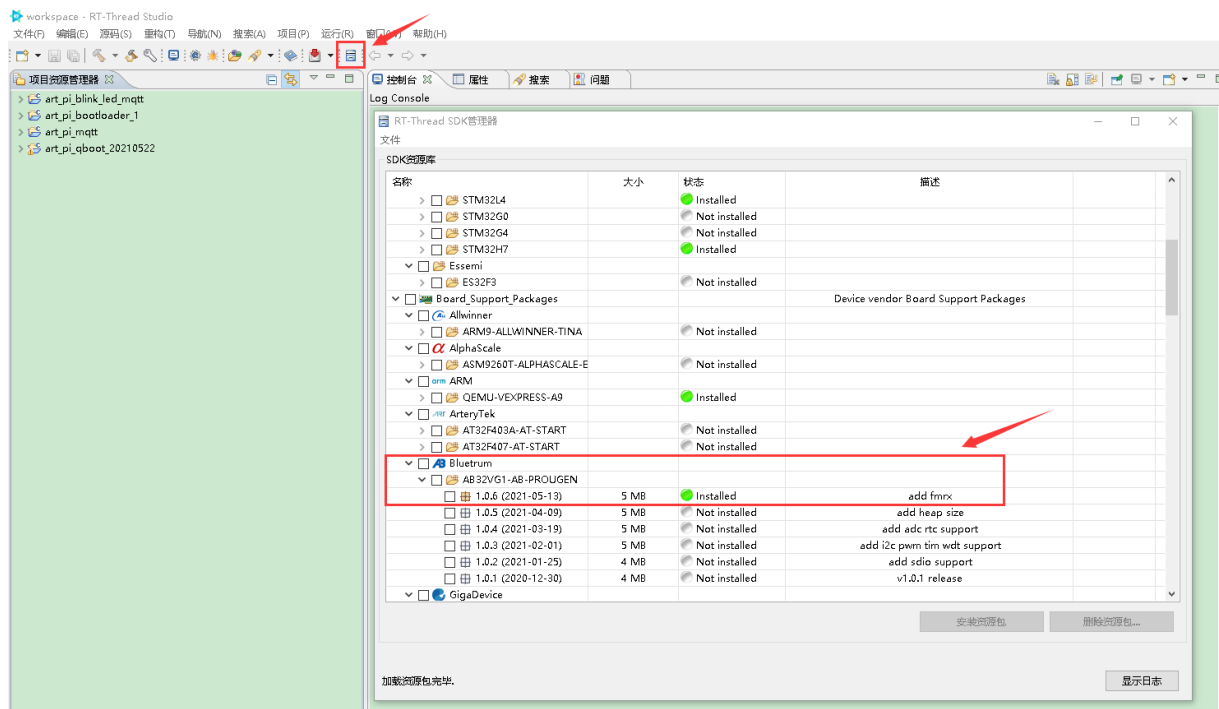 workspace - RT-Thread Studio
文件(F) 编辑(E) 源码(S) 重构(T) 导航(N) 搜索(A) 项目(P) 运行(R) 帮助(H)
项目资源管理器 控制台 属性 搜索 问题
Log Console
art_pi_blink_led_mqtt
art_pi_bootloader_1
art_pi_mqtt
art_pi_qboot_20210522
RT-Thread SDK管理器
文件
SDK资源库
名称 大小 状态 描述
STM32L4 Installed
STM32G0 Not installed
STM32G4 Not installed
STM32H7 Installed
Essemi
ES32F3 Not installed
Board_Support_Packages Device vendor Board Support Packages
Allwinner
ARM9-ALLWINNER-TINA Not installed
AlphaScale
ASM9260T-ALPHASCALE-E Not installed
arm ARM
QEMU-VEXPRESS-A9 Installed
ArteryTek
AT32F403A-AT-START Not installed
AT32F407-AT-START Not installed
AB Bluetrum
AB32VG1-AB-PROUGEN
1.0.6 (2021-05-13) 5 MB Installed add fmrx
1.0.5 (2021-04-09) 5 MB Not installed add heap size
1.0.4 (2021-03-19) 5 MB Not installed add adc rtc support
1.0.3 (2021-02-01) 5 MB Not installed add i2c pwm tim wdt support
1.0.2 (2021-01-25) 4 MB Not installed add sdio support
1.0.1 (2020-12-30) 4 MB Not installed v1.0.1 release
GigaDevice
安装资源包 删除资源包...
加载资源包完毕.
显示日志